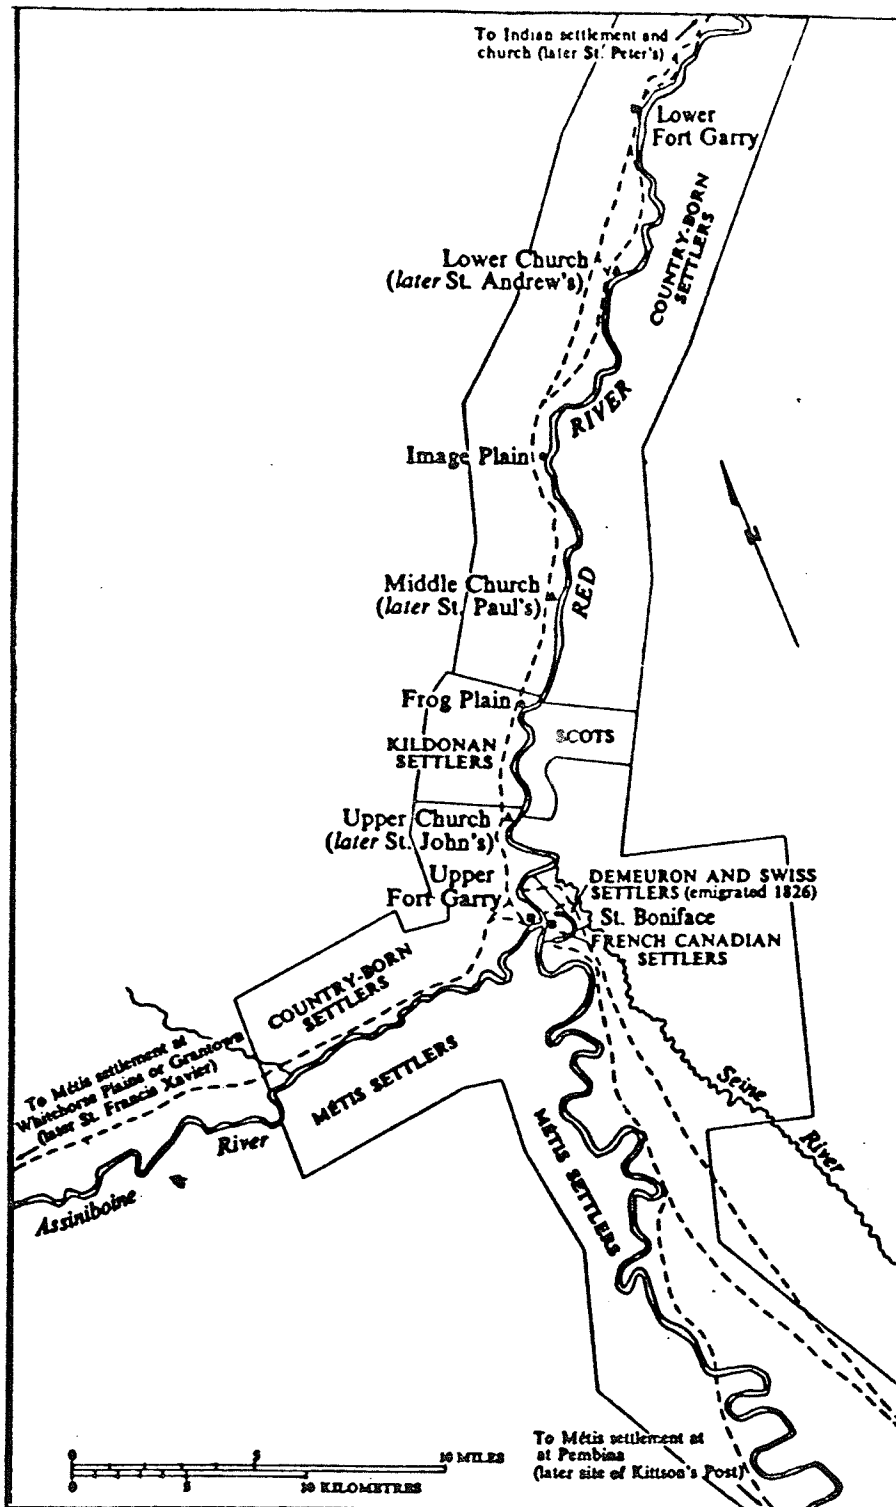 To Indian settlement and
church (later St. Peter's)
Lower
Fort Garry
COUNTRY-BORN
SETTLERS
Lower Church
(later St. Andrew's)
RIVER
Image Plain
N
Middle Church
(later St. Paul's)
RED
Frog Plain
SCOTS
KILDONAN
SETTLERS
Upper Church
(later St. John's)
Upper
Fort Garry
DEMEURON AND SWISS
SETTLERS (emigrated 1826)
St. Boniface
FRENCH CANADIAN
SETTLERS
COUNTRY-BORN
SETTLERS
To Métis settlement at
Whitehorse Plains or Grantown
(later St. Francis Xavier)
MÉTIS SETTLERS
Seine
River
MÉTIS SETTLERS
River
Assiniboine
To Métis settlement at
at Pembina
(later site of Kittson's Post)
0 5 10 MILES
0 5 10 KILOMETRES